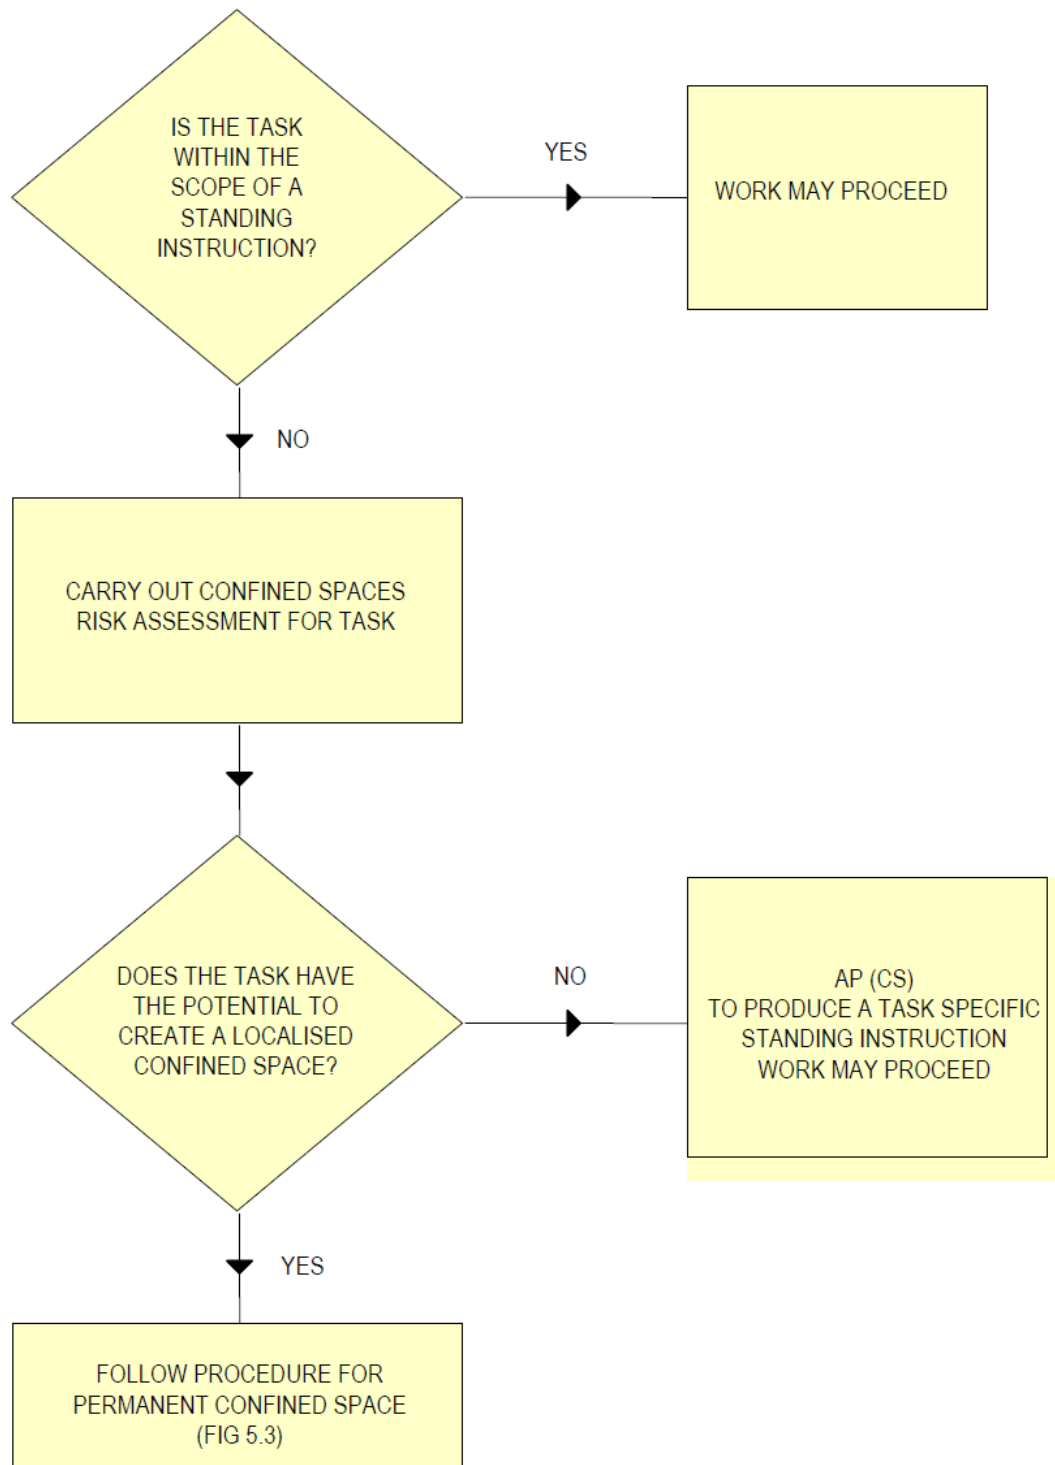 IS THE TASK
WITHIN THE
SCOPE OF A
STANDING
INSTRUCTION?
YES
WORK MAY PROCEED
NO
CARRY OUT CONFINED SPACES
RISK ASSESSMENT FOR TASK
DOES THE TASK HAVE
THE POTENTIAL TO
CREATE A LOCALISED
CONFINED SPACE?
NO
AP (CS)
TO PRODUCE A TASK SPECIFIC
STANDING INSTRUCTION
WORK MAY PROCEED
YES
FOLLOW PROCEDURE FOR
PERMANENT CONFINED SPACE
(FIG 5.3)